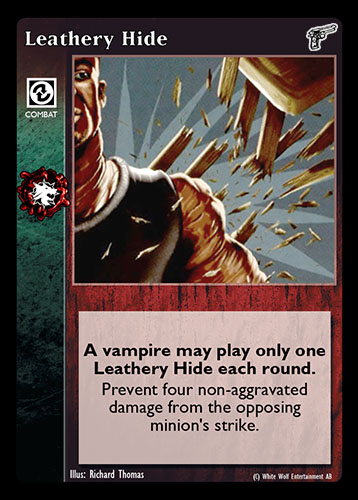 Leathery Hide
COMBAT
A vampire may play only one
Leathery Hide each round.
Prevent four non-aggravated
damage from the opposing
minion's strike.
Illus: Richard Thomas
(C) White Wolf Entertainment AB